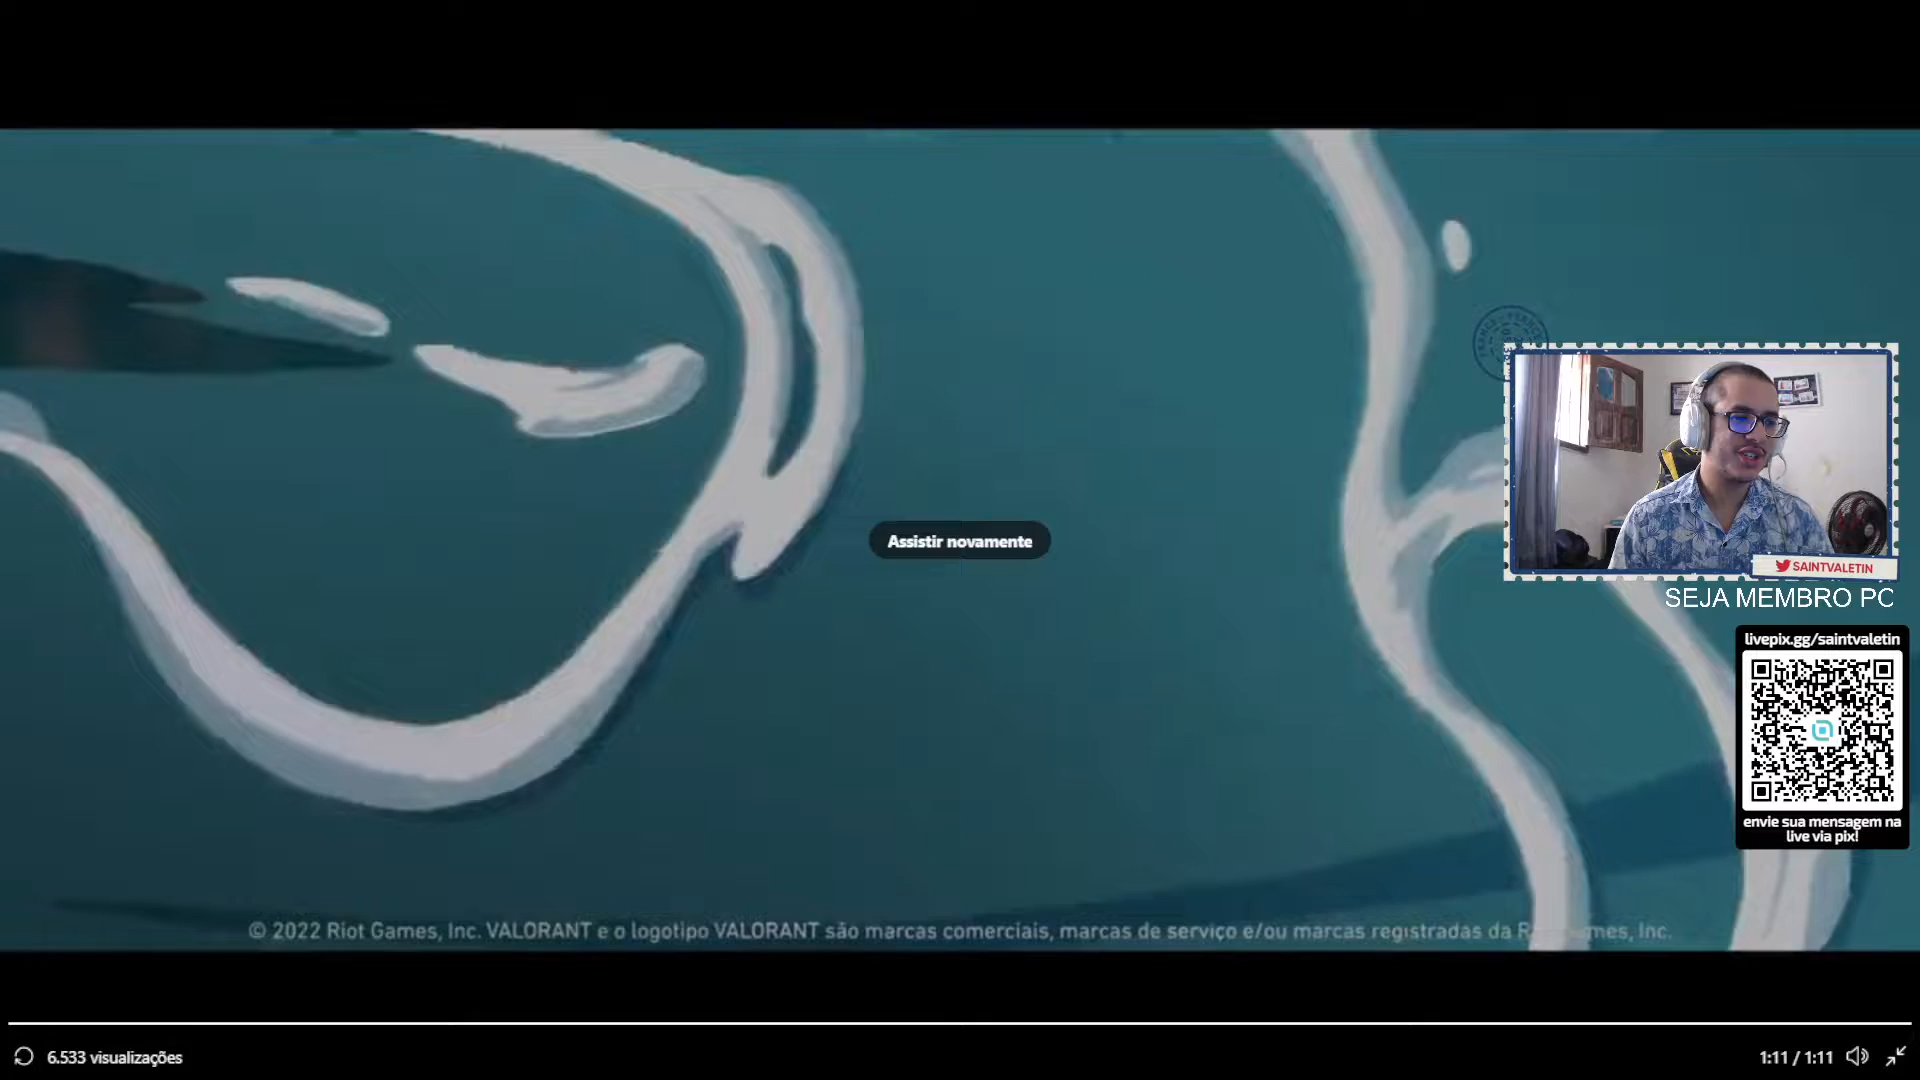 Assistir novamente
SAINTVALETIN
SEJA MEMBRO PC
livepix.gg/saintvaletin
envie sua mensagem na
live via pix!
© 2022 Riot Games, Inc. VALORANT e o logotipo VALORANT são marcas comerciais, marcas de serviço e/ou marcas registradas da
6.533 visualizações
1:11 / 1:11